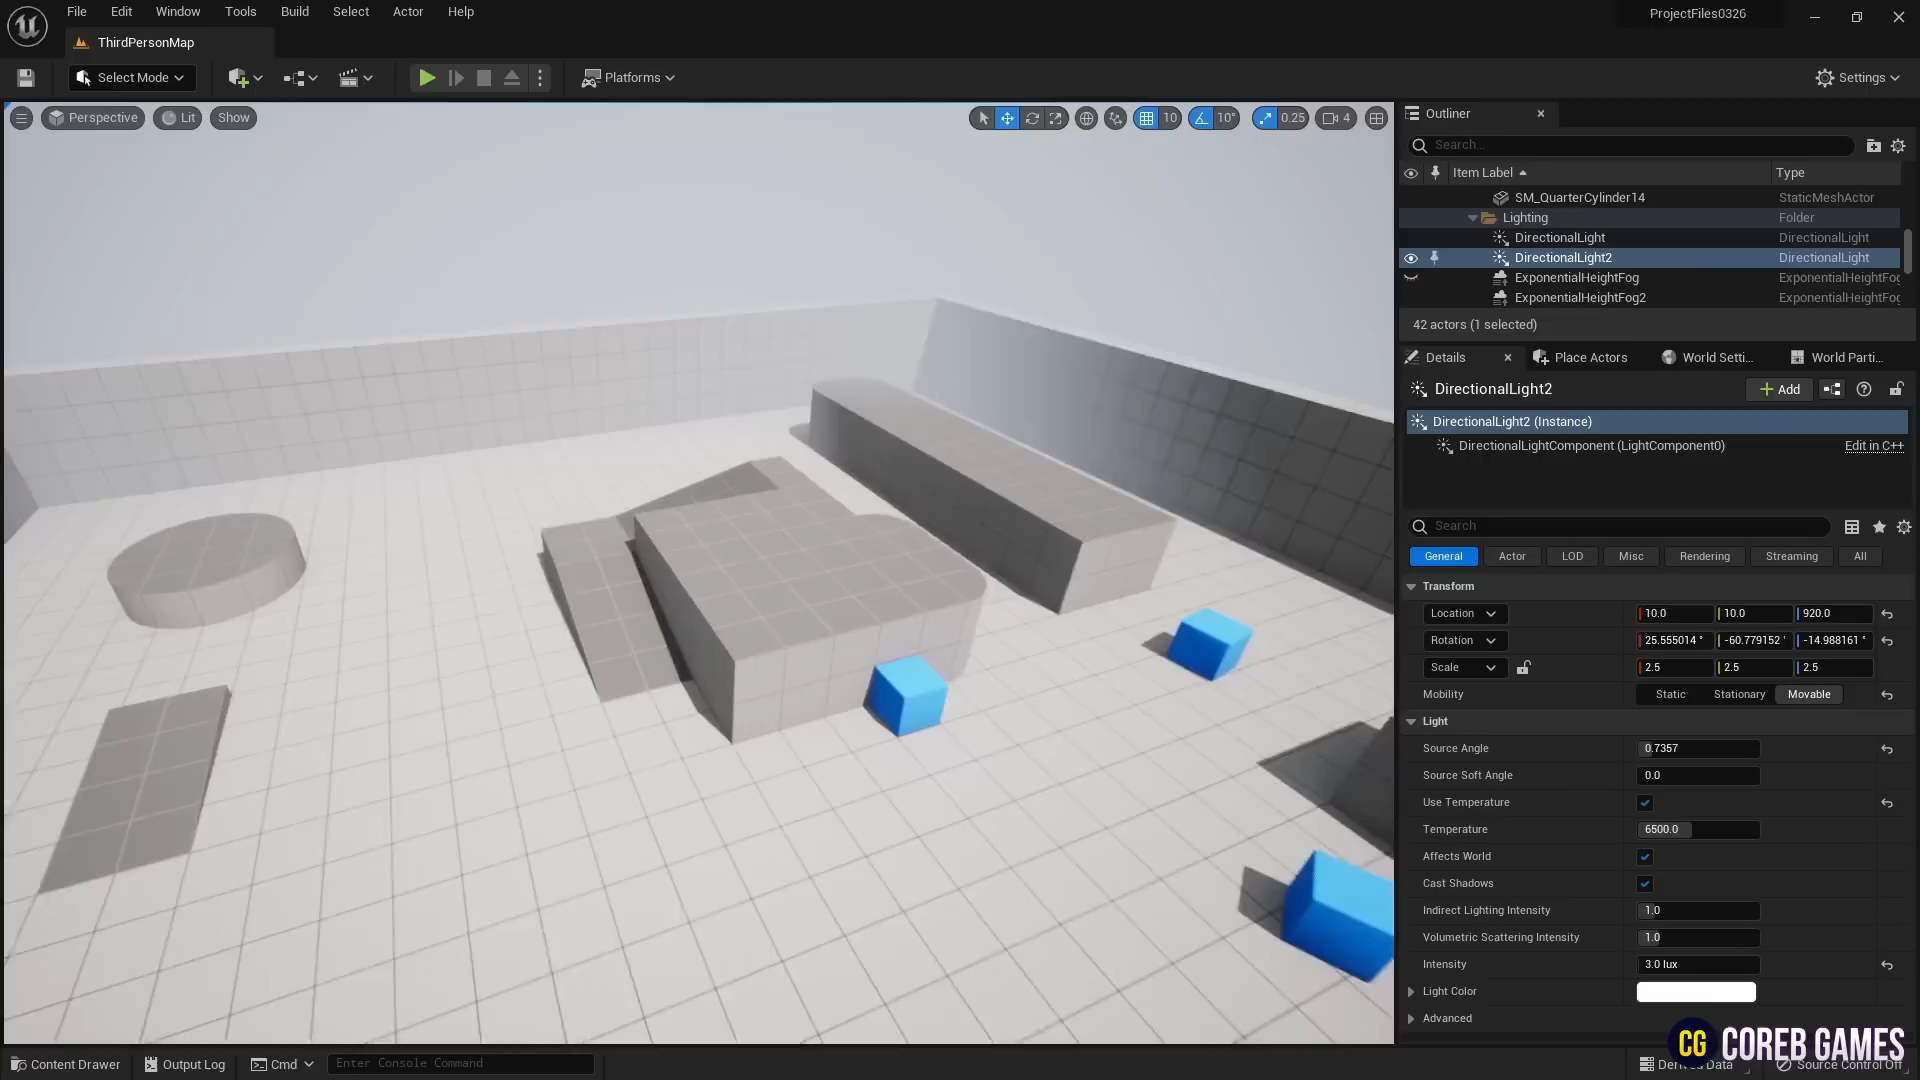 File Edit Window Tools Build Select Actor Help
ProjectFiles0326
ThirdPersonMap
Select Mode
Platforms
Settings
Perspective Lit Show
10 10° 0.25 4
Outliner
Search...
Item Label Type
SM_QuarterCylinder14 StaticMeshActor
Lighting Folder
DirectionalLight DirectionalLight
DirectionalLight2 DirectionalLight
ExponentialHeightFog ExponentialHeightFog
ExponentialHeightFog2 ExponentialHeightFog
42 actors (1 selected)
Details Place Actors World Setti... World Parti...
DirectionalLight2 Add
DirectionalLight2 (Instance)
DirectionalLightComponent (LightComponent0) Edit in C++
Search
General Actor LOD Misc Rendering Streaming All
Transform
Location 10.0 10.0 920.0
Rotation 25.555014 ° -60.779152 ° -14.988161 °
Scale 2.5 2.5 2.5
Mobility Static Stationary Movable
Light
Source Angle 0.7357
Source Soft Angle 0.0
Use Temperature
Temperature 6500.0
Affects World
Cast Shadows
Indirect Lighting Intensity 1.0
Volumetric Scattering Intensity 1.0
Intensity 3.0 lux
Light Color
Advanced
CG COREB GAMES
Content Drawer Output Log Cmd Enter Console Command
Derived Data Source Control Off